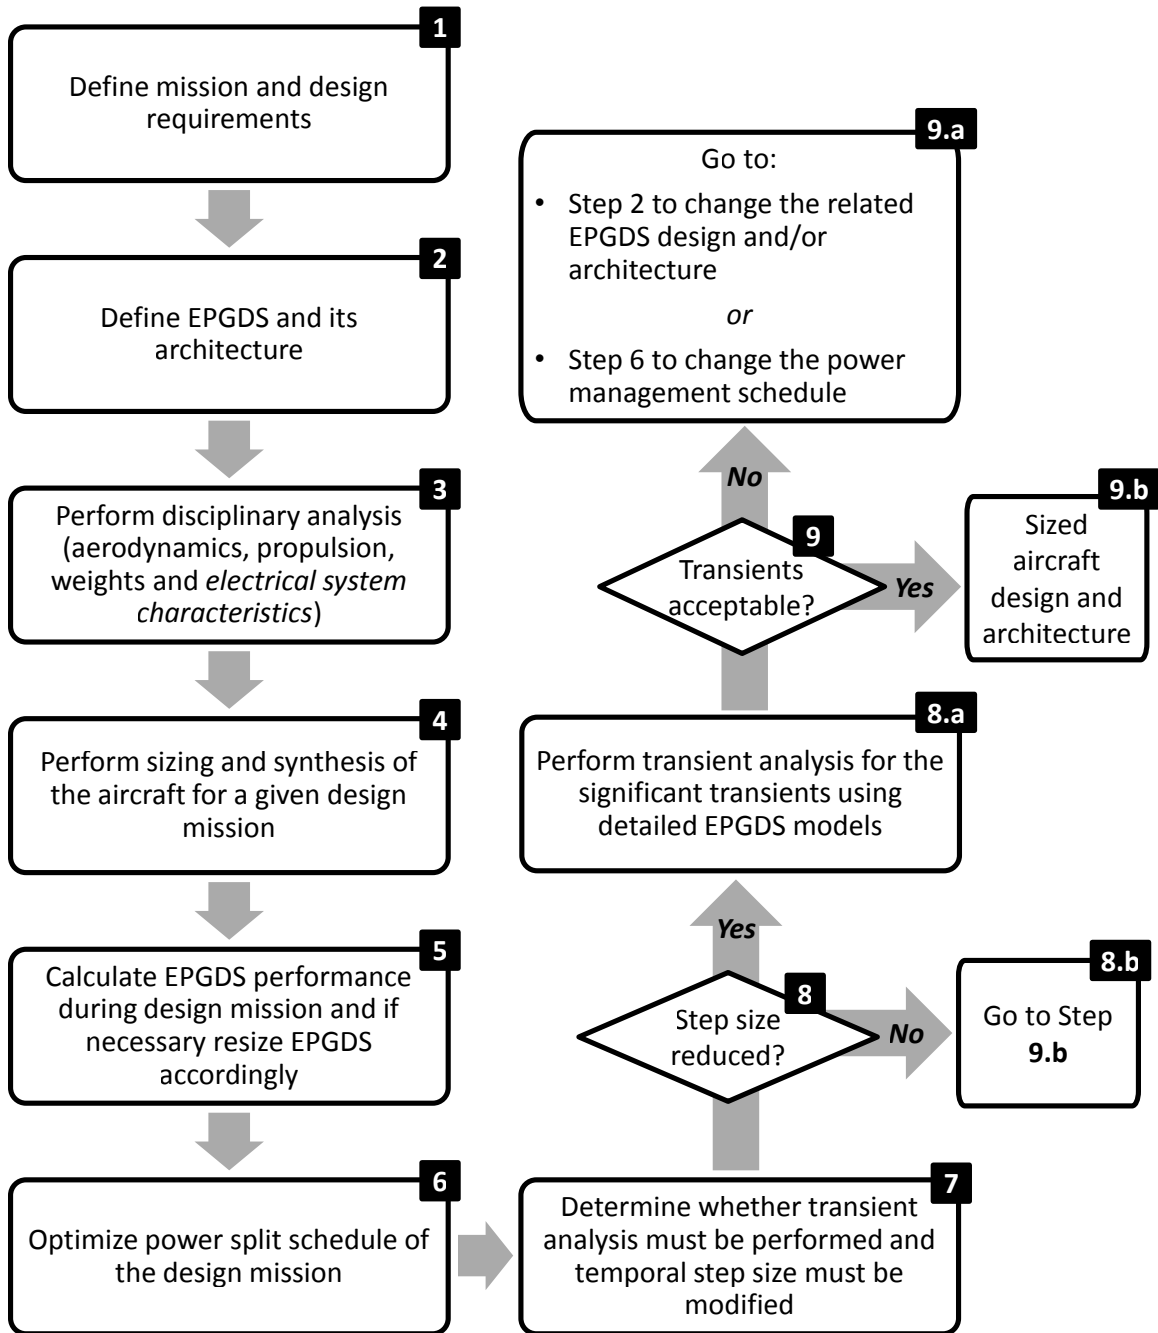 1
Define mission and design
requirements
2
Define EPGDS and its
architecture
3
Perform disciplinary analysis
(aerodynamics, propulsion,
weights and electrical system
characteristics)
4
Perform sizing and synthesis of
the aircraft for a given design
mission
5
Calculate EPGDS performance
during design mission and if
necessary resize EPGDS
accordingly
6
Optimize power split schedule of
the design mission
7
Determine whether transient
analysis must be performed and
temporal step size must be
modified
8
Step size
reduced?
Yes
No
8.a
Perform transient analysis for the
significant transients using
detailed EPGDS models
8.b
Go to Step
9.b
9
Transients
acceptable?
No
Yes
9.a
Go to:
• Step 2 to change the related
EPGDS design and/or
architecture
or
• Step 6 to change the power
management schedule
9.b
Sized
aircraft
design and
architecture